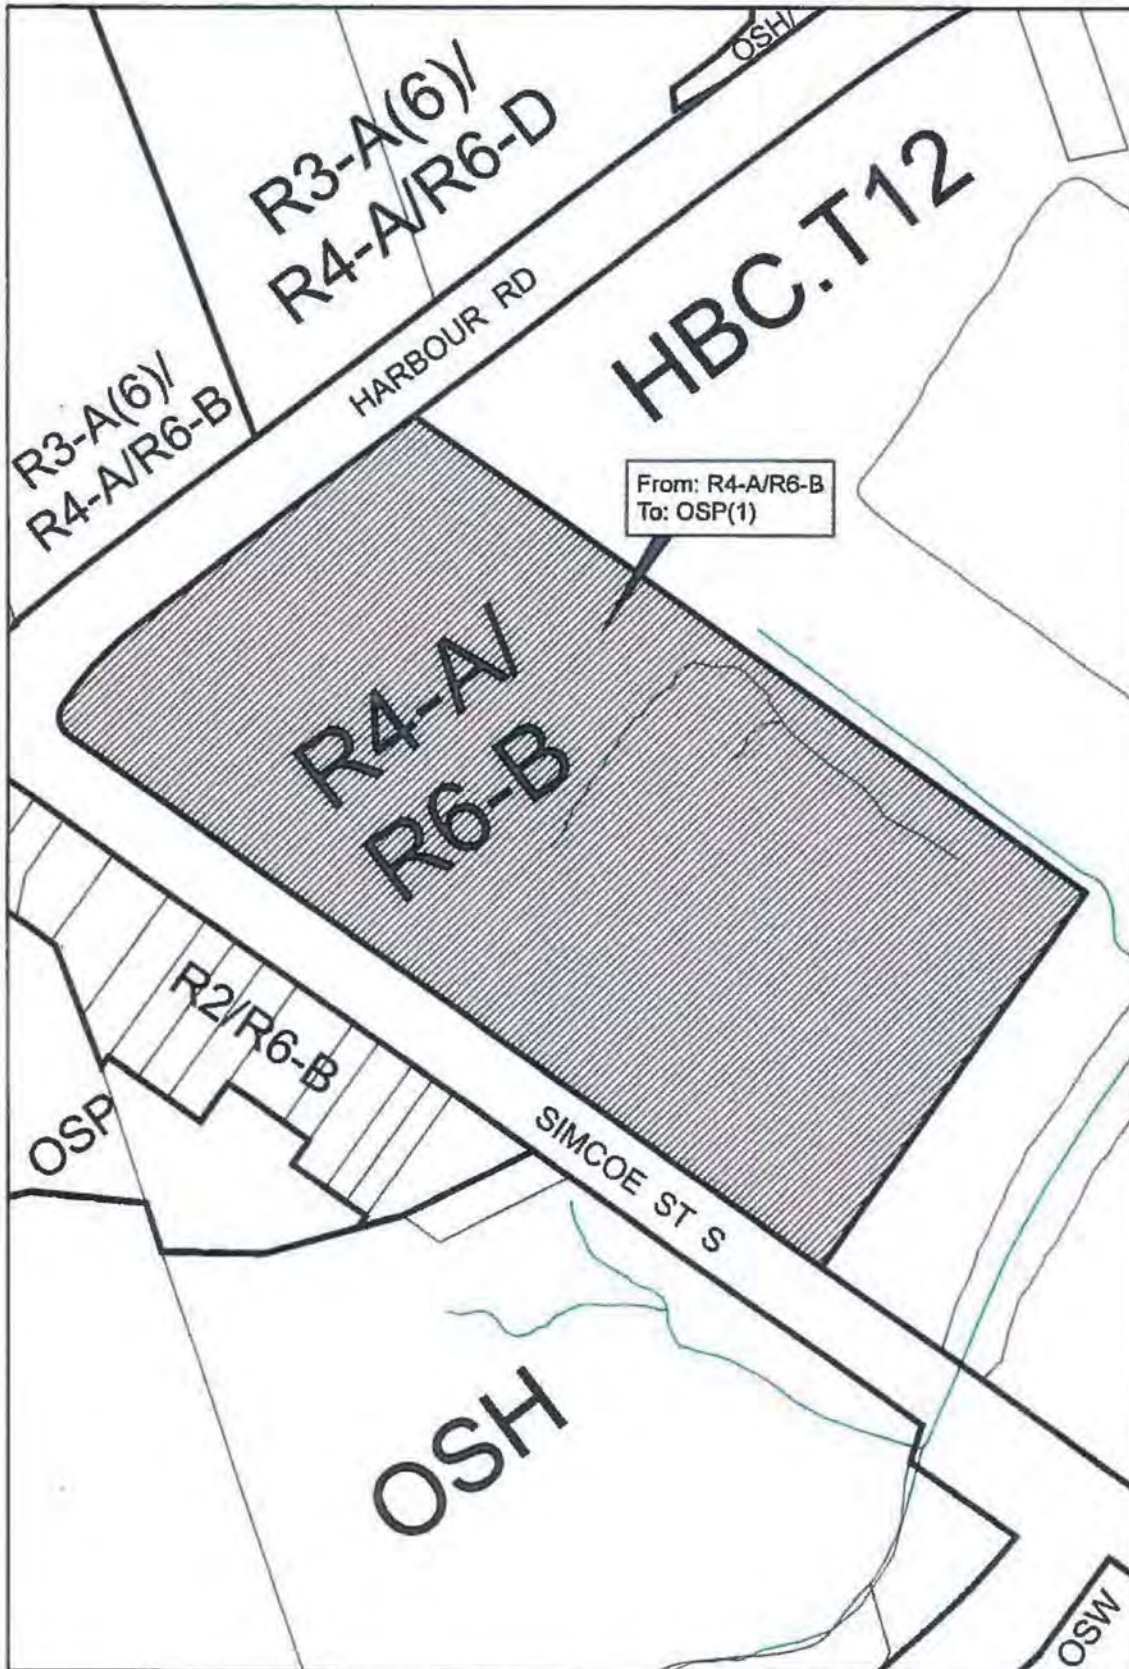 OSH/
R3-A(6)/
R4-A/R6-D
HBC.T12
HARBOUR RD
R3-A(6)/
R4-A/R6-B
From: R4-A/R6-B
To: OSP(1)
R4-A/
R6-B
R2/R6-B
OSP
SIMCOE ST S
OSH
OSW